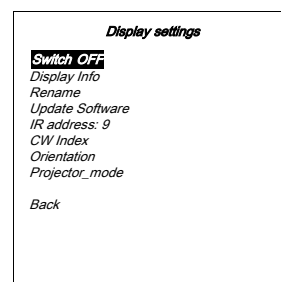 Display settings
Switch OFF
Display Info
Rename
Update Software
IR address: 9
CW Index
Orientation
Projector_mode
Back